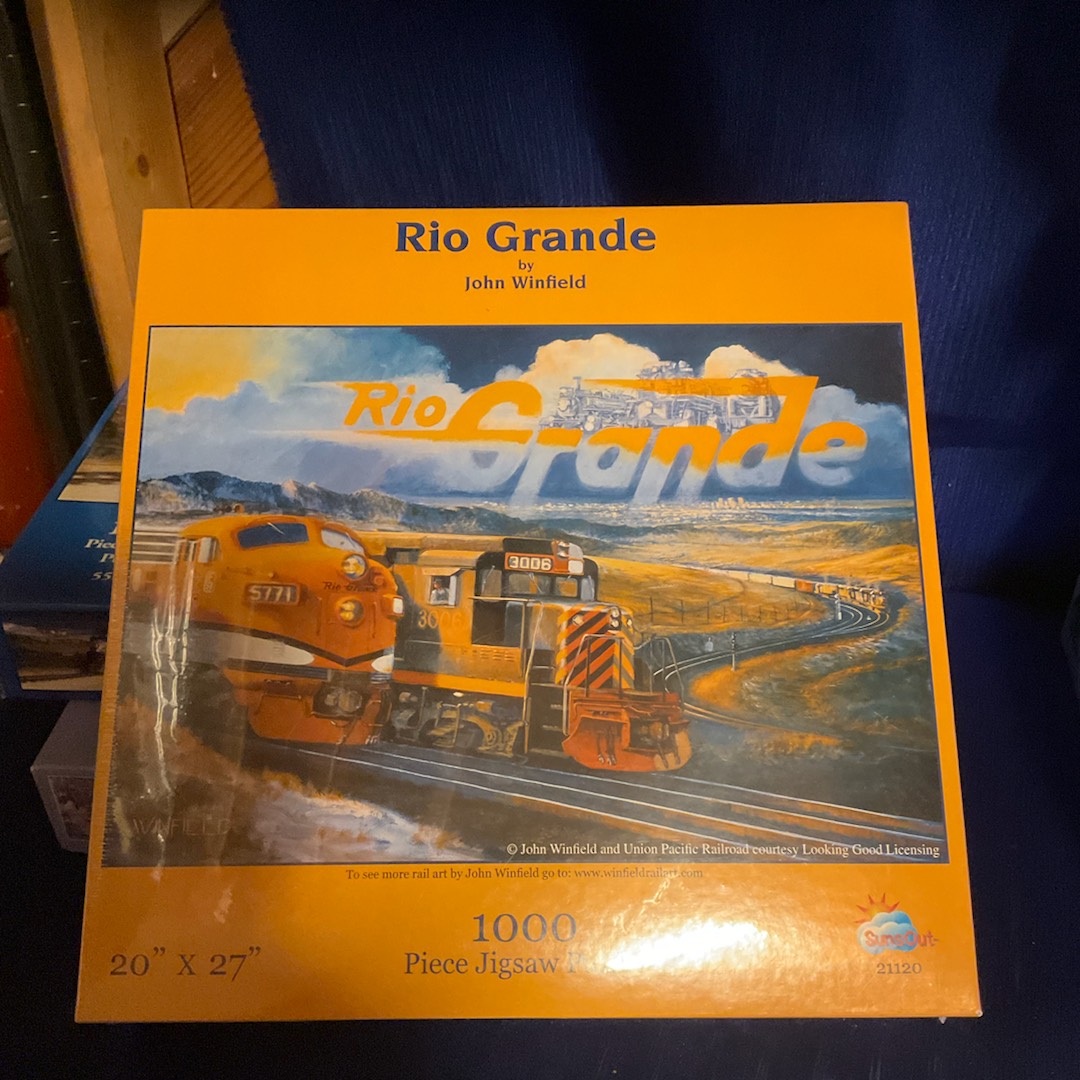 Rio Grande
by
John Winfield
Rio Grande
5771
Rio Grande
3006
3006
WINFIELD
© John Winfield and Union Pacific Railroad courtesy Looking Good Licensing
To see more rail art by John Winfield go to: www.winfieldrailart.com
1000
20” X 27”
Piece Jigsaw
SunsOut
21120
55